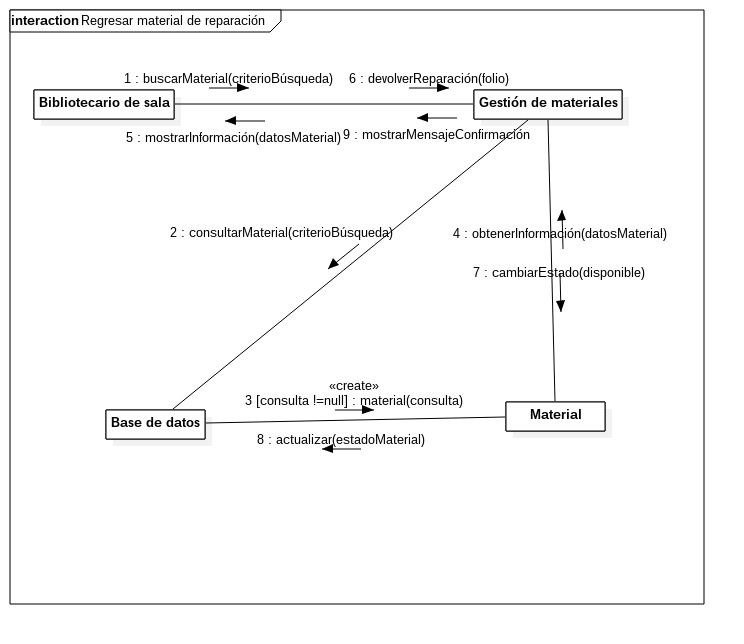 interaction Regresar material de reparación
1 : buscarMaterial(criterioBúsqueda)
6 : devolverReparación(folio)
Bibliotecario de sala
Gestión de materiales
5 : mostrarInformación(datosMaterial)
9 : mostrarMensajeConfirmación
2 : consultarMaterial(criterioBúsqueda)
4 : obtenerInformación(datosMaterial)
7 : cambiarEstado(disponible)
«create»
3 [consulta !=null] : material(consulta)
Base de datos
Material
8 : actualizar(estadoMaterial)